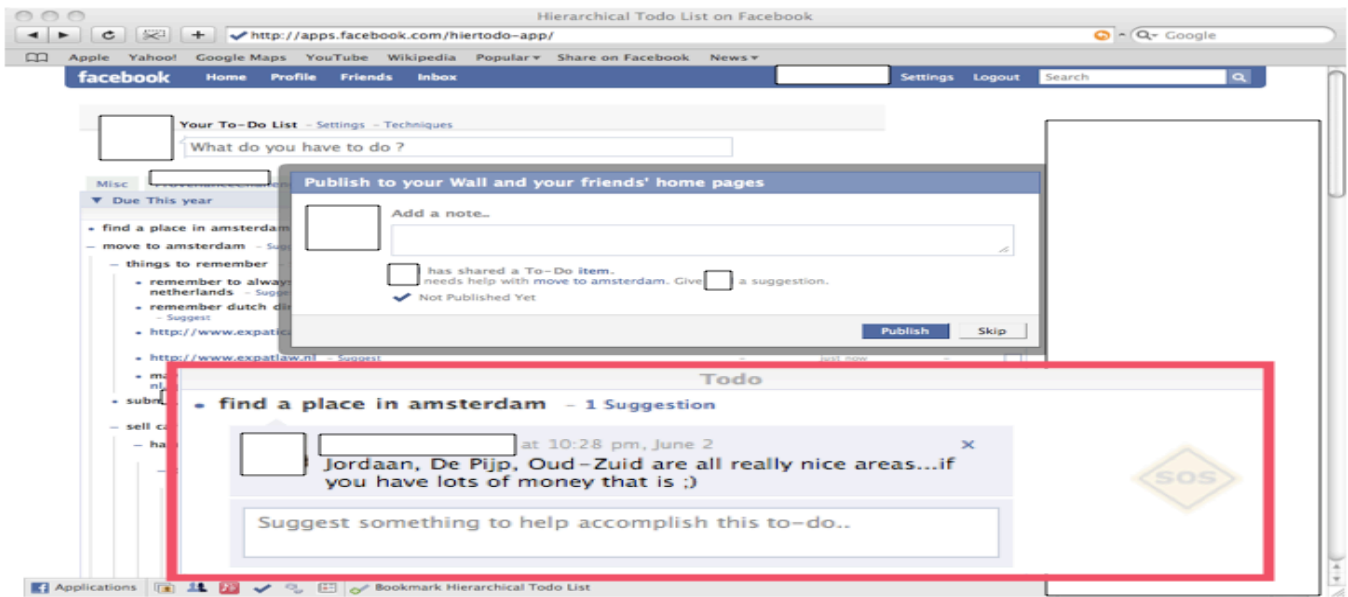 Hierarchical Todo List on Facebook
http://apps.facebook.com/hiertodo-app/
Google
Apple Yahoo! Google Maps YouTube Wikipedia Popular Share on Facebook News
facebook Home Profile Friends Inbox Settings Logout Search
Your To-Do List - Settings - Techniques
What do you have to do ?
Misc
Publish to your Wall and your friends' home pages
Due This year
Add a note..
find a place in amsterdam
move to amsterdam
things to remember
has shared a To-Do item.
needs help with move to amsterdam. Give a suggestion.
remember to
netherlands
Not Published Yet
remember dutch
- Suggest
Publish Skip
http://www.expatlaw.nl - Suggest - just now -
Todo
find a place in amsterdam - 1 Suggestion
sell
at 10:28 pm, June 2 x
Jordaan, De Pijp, Oud-Zuid are all really nice areas...if
you have lots of money that is ;)
SOS
Suggest something to help accomplish this to-do..
Applications Bookmark Hierarchical Todo List